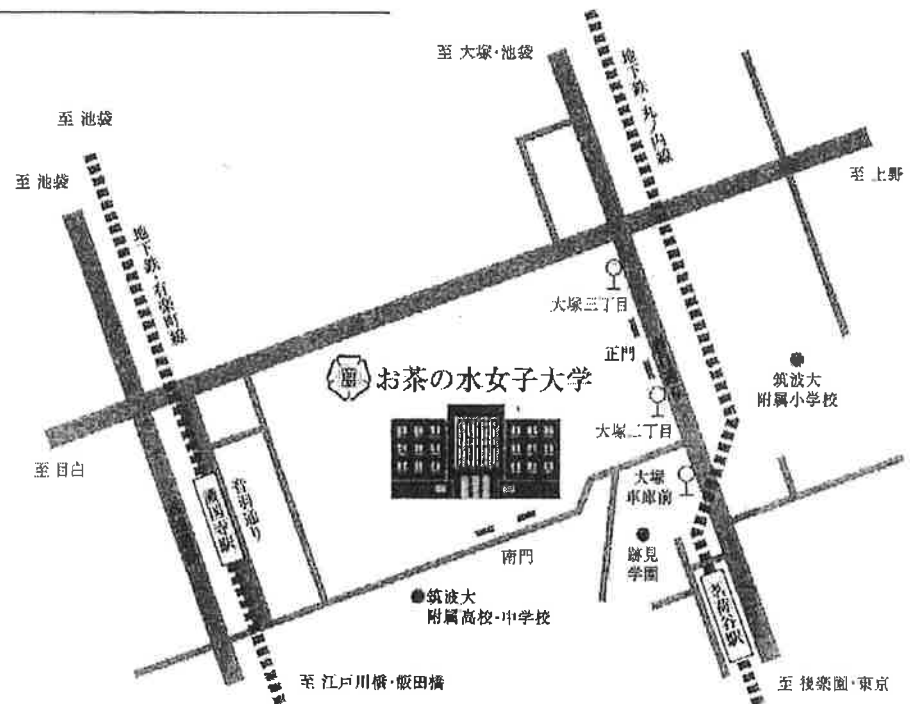 至 大塚・池袋
地下鉄・丸ノ内線
至 池袋
至 池袋
至 上野
地下鉄・有楽町線
大塚三丁目
正門
お茶の水女子大学
筑波大
附属小学校
大塚二丁目
至 目白
大塚
車庫前
護国寺駅
音羽通り
南門
跡見
学園
筑波大
附属高校・中学校
茗荷谷駅
至 江戸川橋・飯田橋
至 後楽園・東京